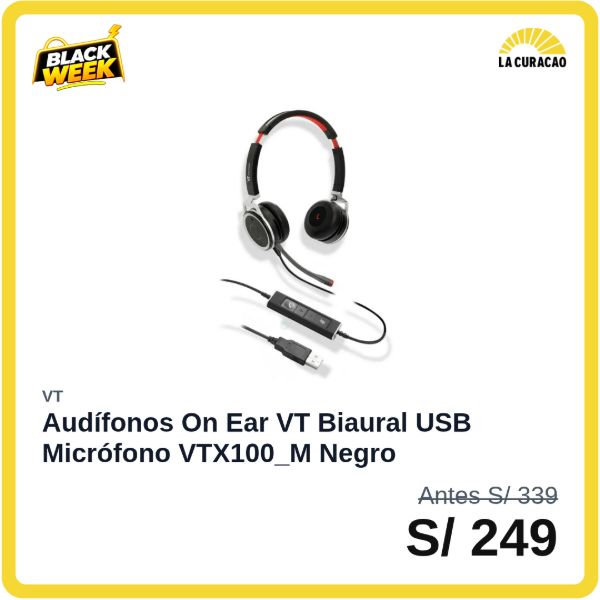 BLACK
WEEK
LA CURACAO
VT
Audífonos On Ear VT Biaural USB
Micrófono VTX100_M Negro
Antes S/ 339
S/ 249